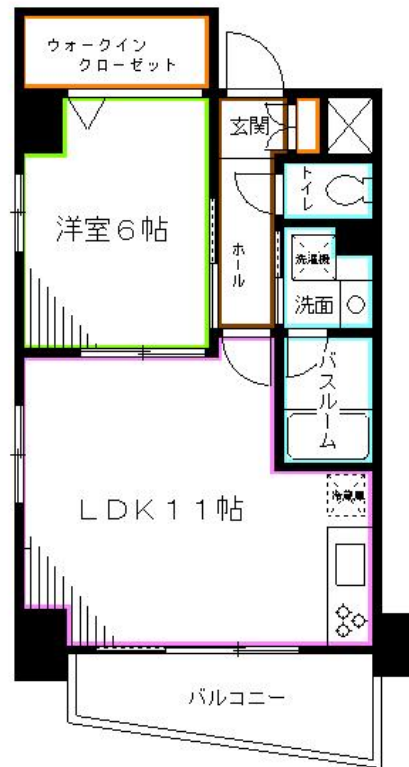 ウォークイン
クローゼット
玄関
トイレ
洋室6帖
ホール
洗濯機
洗面
バスルーム
LDK11帖
冷蔵庫
バルコニー